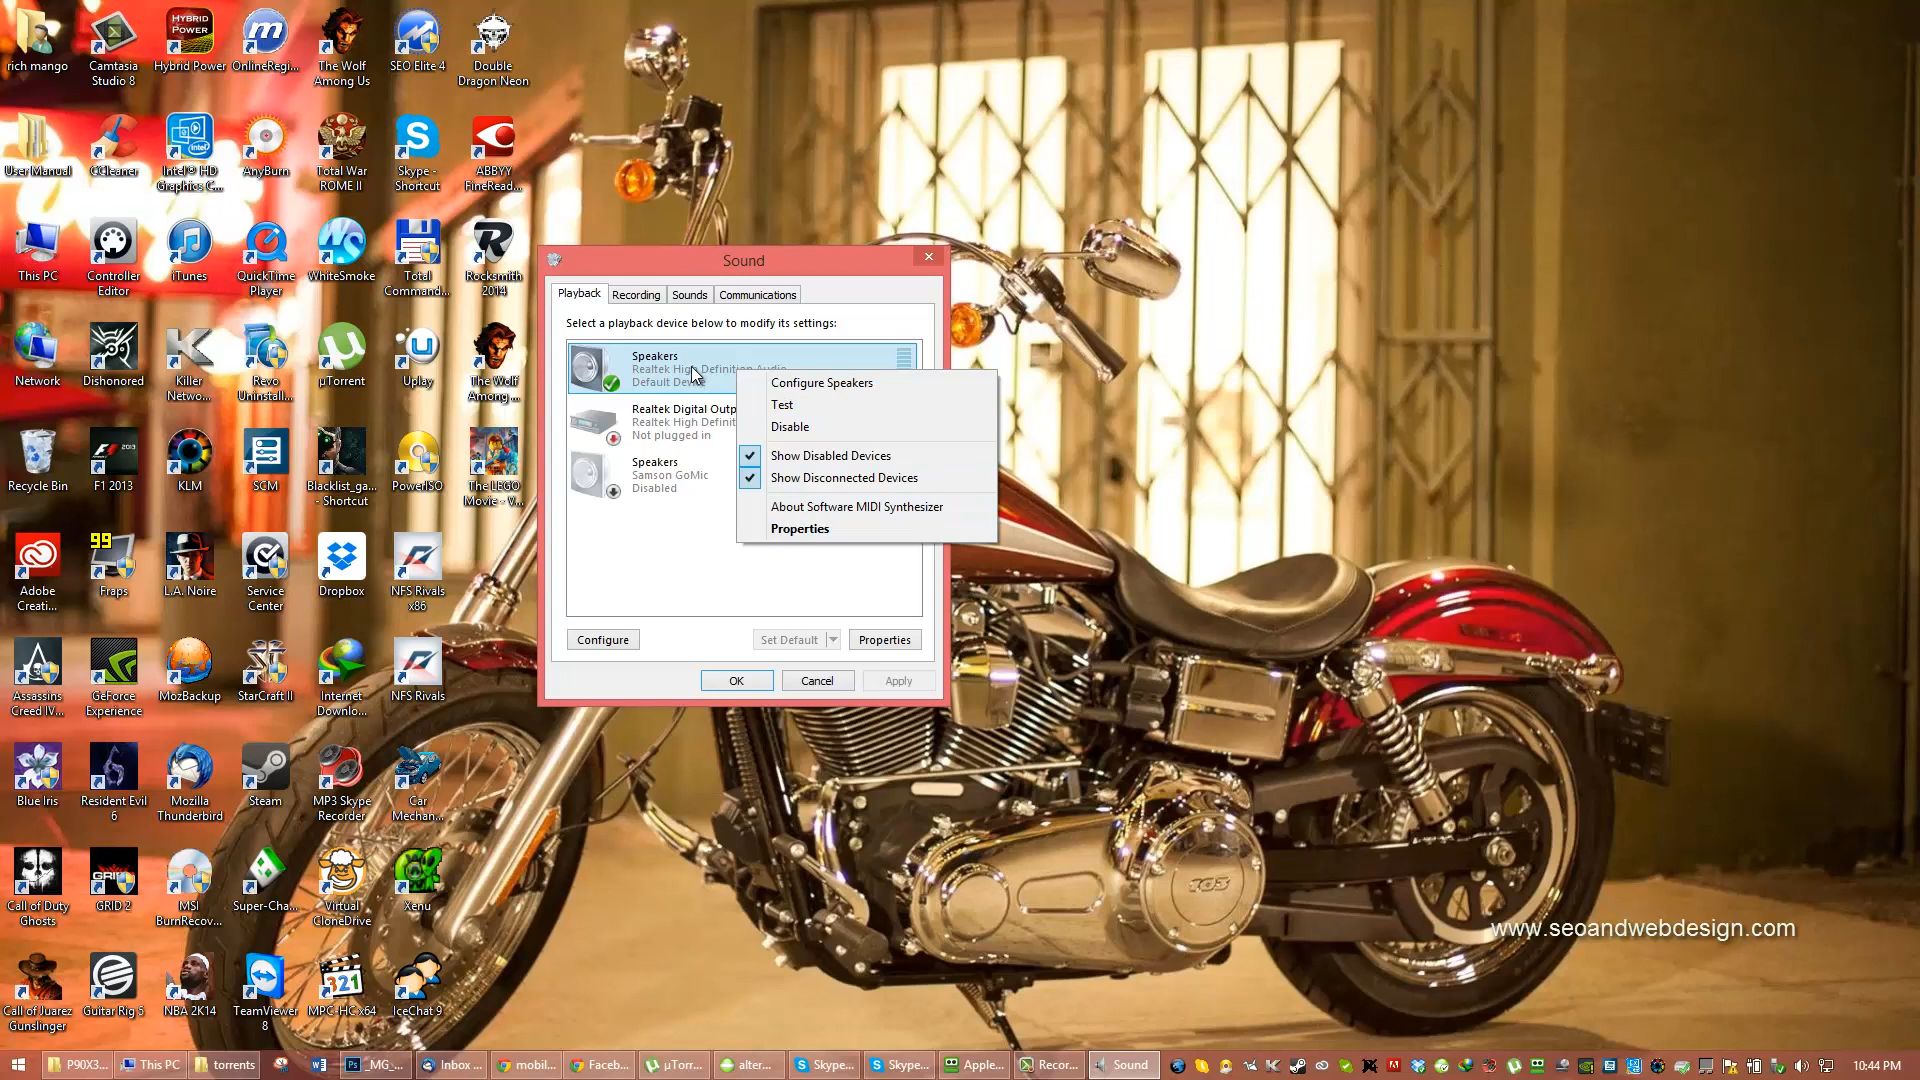 rich mango
Camtasia
Studio 8
HYBRID
POWER
Hybrid Power
OnlineRegi...
The Wolf
Among Us
SEO Elite 4
Double
Dragon Neon
User Manual
CCleaner
intel
Intel® HD
Graphics C...
AnyBurn
Total War
ROME II
Skype -
Shortcut
ABBYY
FineRead...
This PC
Controller
Editor
iTunes
QuickTime
Player
WhiteSmoke
Total
Command...
Rocksmith
2014
Network
Dishonored
Killer
Netwo...
Revo
Uninstall...
µTorrent
Uplay
The Wolf
Among...
Recycle Bin
F1 2013
KLM
SCM
Blacklist_ga...
- Shortcut
PowerISO
The LEGO
Movie - V...
Adobe
Creati...
99
Fraps
L.A. Noire
Service
Center
Dropbox
NFS Rivals
x86
Assassins
Creed IV...
GeForce
Experience
MozBackup
StarCraft II
Internet
Downlo...
NFS Rivals
Blue Iris
Resident Evil
6
Mozilla
Thunderbird
Steam
MP3 Skype
Recorder
Car
Mechan...
Call of Duty
Ghosts
GRID 2
MSI
BurnRecov...
Super-Cha...
Virtual
CloneDrive
Xenu
Call of Juarez
Gunslinger
Guitar Rig 5
NBA 2K14
TeamViewer
8
321
MPC-HC x64
IceChat 9
Sound
Playback
Recording
Sounds
Communications
Select a playback device below to modify its settings:
Speakers
Realtek High Definition Audio
Default Device
Realtek Digital Outp
Realtek High Definit
Not plugged in
Speakers
Samson GoMic
Disabled
Configure Speakers
Test
Disable
Show Disabled Devices
Show Disconnected Devices
About Software MIDI Synthesizer
Properties
Configure
Set Default
Properties
OK
Cancel
Apply
103
www.seoandwebdesign.com
P90X3...
This PC
torrents
_MG_...
Inbox ...
mobil...
Faceb...
µTorr...
alter...
Skype...
Skype...
Apple...
Recor...
Sound
10:44 PM